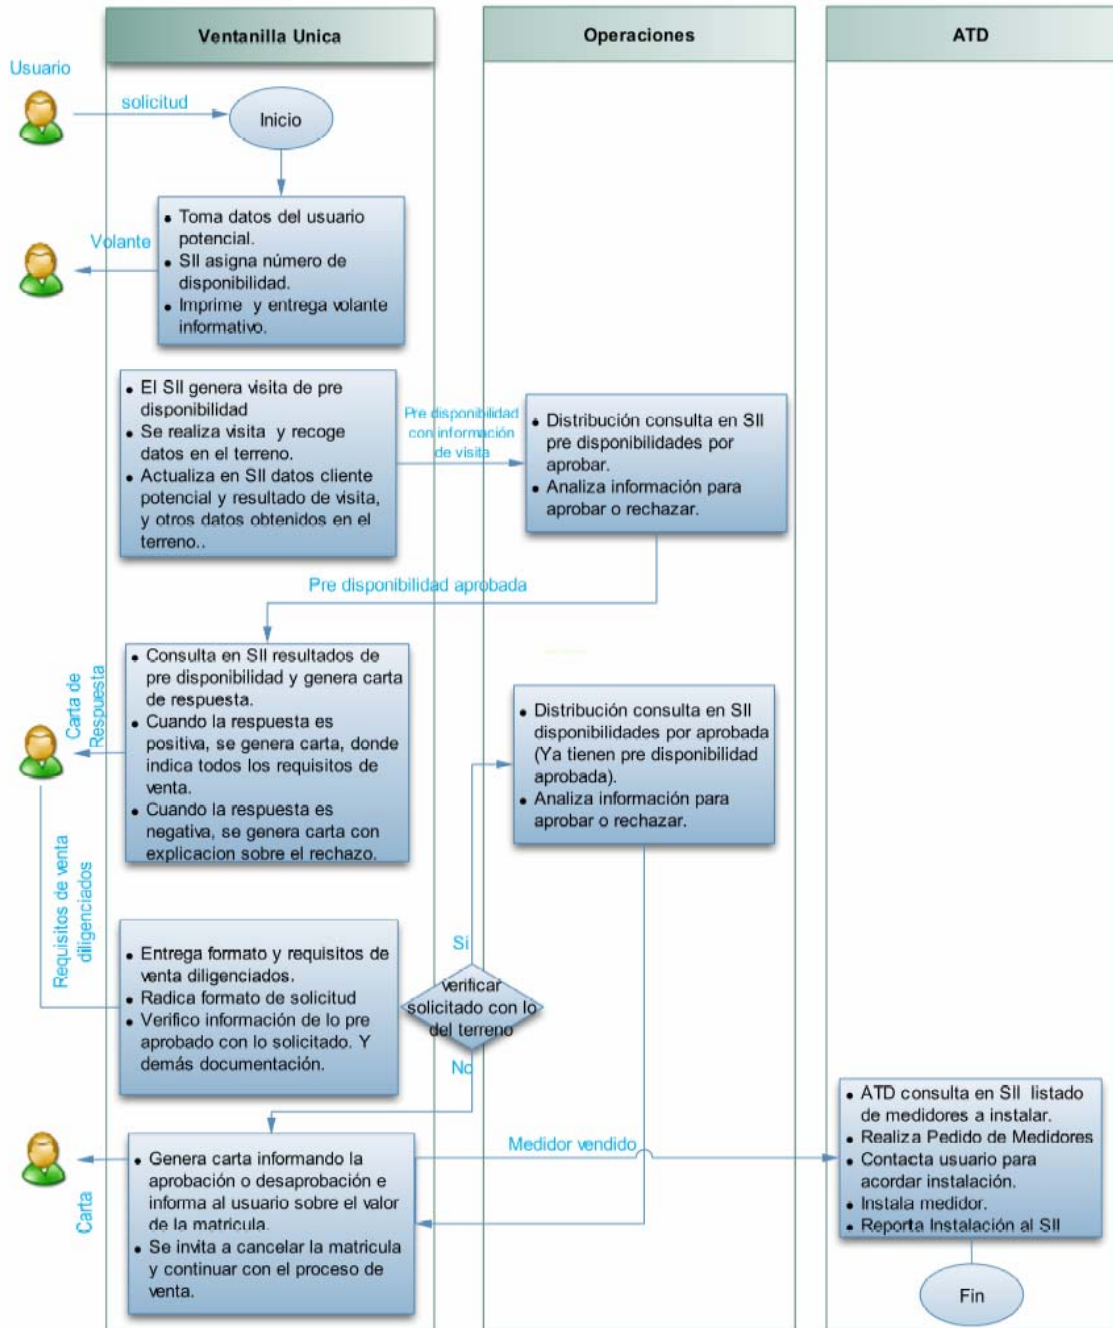 Ventanilla Unica
Operaciones
ATD
Usuario
solicitud
Inicio
• Toma datos del usuario
potencial.
• SII asigna número de
disponibilidad.
• Imprime y entrega volante
informativo.
Volante
• El SII genera visita de pre
disponibilidad
• Se realiza visita y recoge
datos en el terreno.
• Actualiza en SII datos cliente
potencial y resultado de visita,
y otros datos obtenidos en el
terreno..
Pre disponibilidad
con información
de visita
• Distribución consulta en SII
pre disponibilidades por
aprobar.
• Analiza información para
aprobar o rechazar.
Pre disponibilidad aprobada
• Consulta en SII resultados de
pre disponibilidad y genera carta
de respuesta.
• Cuando la respuesta es
positiva, se genera carta, donde
indica todos los requisitos de
venta.
• Cuando la respuesta es
negativa, se genera carta con
explicacion sobre el rechazo.
Carta de
Respuesta
• Distribución consulta en SII
disponibilidades por aprobada
(Ya tienen pre disponibilidad
aprobada).
• Analiza información para
aprobar o rechazar.
Requisitos de venta
diligenciados
• Entrega formato y requisitos de
venta diligenciados.
• Radica formato de solicitud
• Verifico información de lo pre
aprobado con lo solicitado. Y
demás documentación.
Sí
verificar
solicitado con lo
del terreno
No
• Genera carta informando la
aprobación o desaprobación e
informa al usuario sobre el valor
de la matricula.
• Se invita a cancelar la matricula
y continuar con el proceso de
venta.
Carta
Medidor vendido
• ATD consulta en SII listado
de medidores a instalar.
• Realiza Pedido de Medidores
• Contacta usuario para
acordar instalación.
• Instala medidor.
• Reporta Instalación al SII
Fin